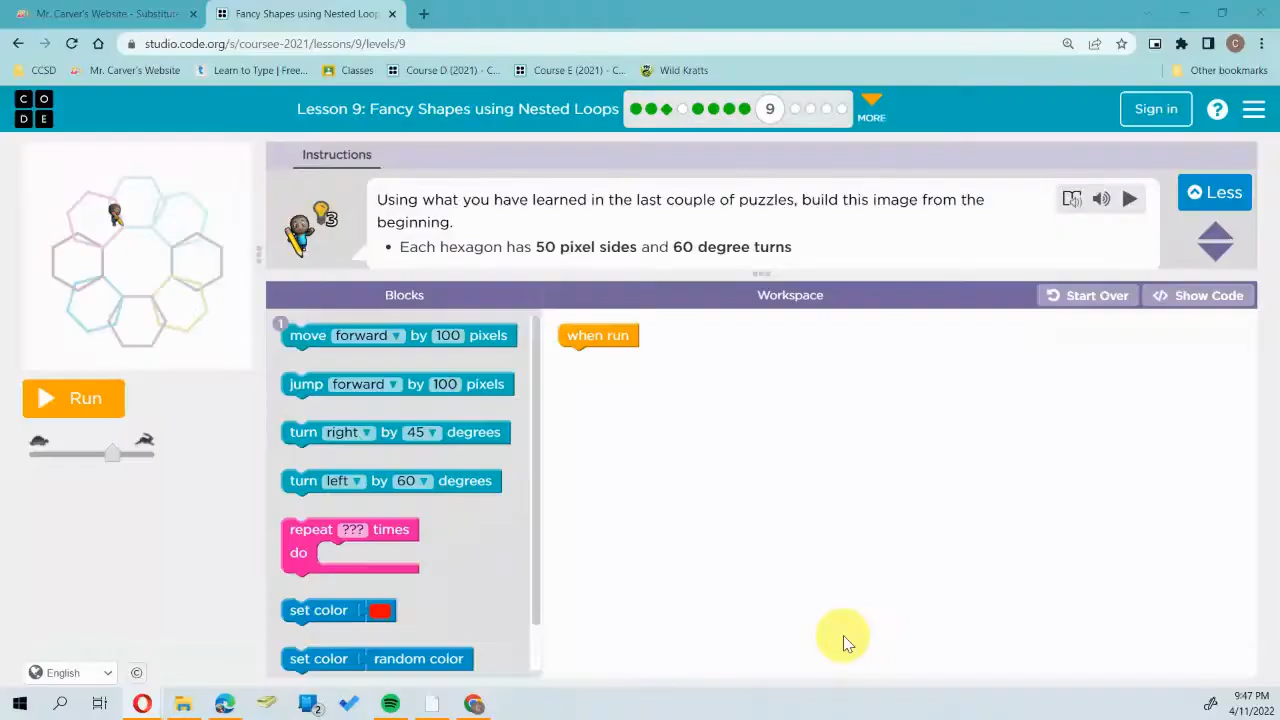 Mr. Carver's Website - Substitute
Fancy Shapes using Nested Loop
studio.code.org/s/coursee-2021/lessons/9/levels/9
C
CCSD
Mr. Carver's Website
Learn to Type | Free...
Classes
Course D (2021) - C...
Course E (2021) - C...
Wild Kratts
Other bookmarks
C O
D E
Lesson 9: Fancy Shapes using Nested Loops
9
MORE
Sign in
?
Instructions
3
Using what you have learned in the last couple of puzzles, build this image from the
beginning.
• Each hexagon has 50 pixel sides and 60 degree turns
Less
Blocks
Workspace
Start Over
</> Show Code
1
move forward by 100 pixels
when run
jump forward by 100 pixels
Run
turn right by 45 degrees
turn left by 60 degrees
repeat ??? times
do
set color
set color random color
English
©
2
9:47 PM
4/11/2022